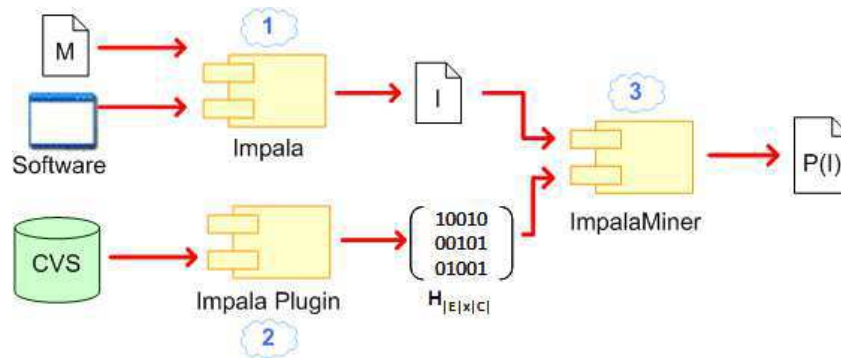 1
M
Software
Impala
I
3
ImpalaMiner
P(I)
CVS
Impala Plugin
2
10010
00101
01001
H|E|x|C|